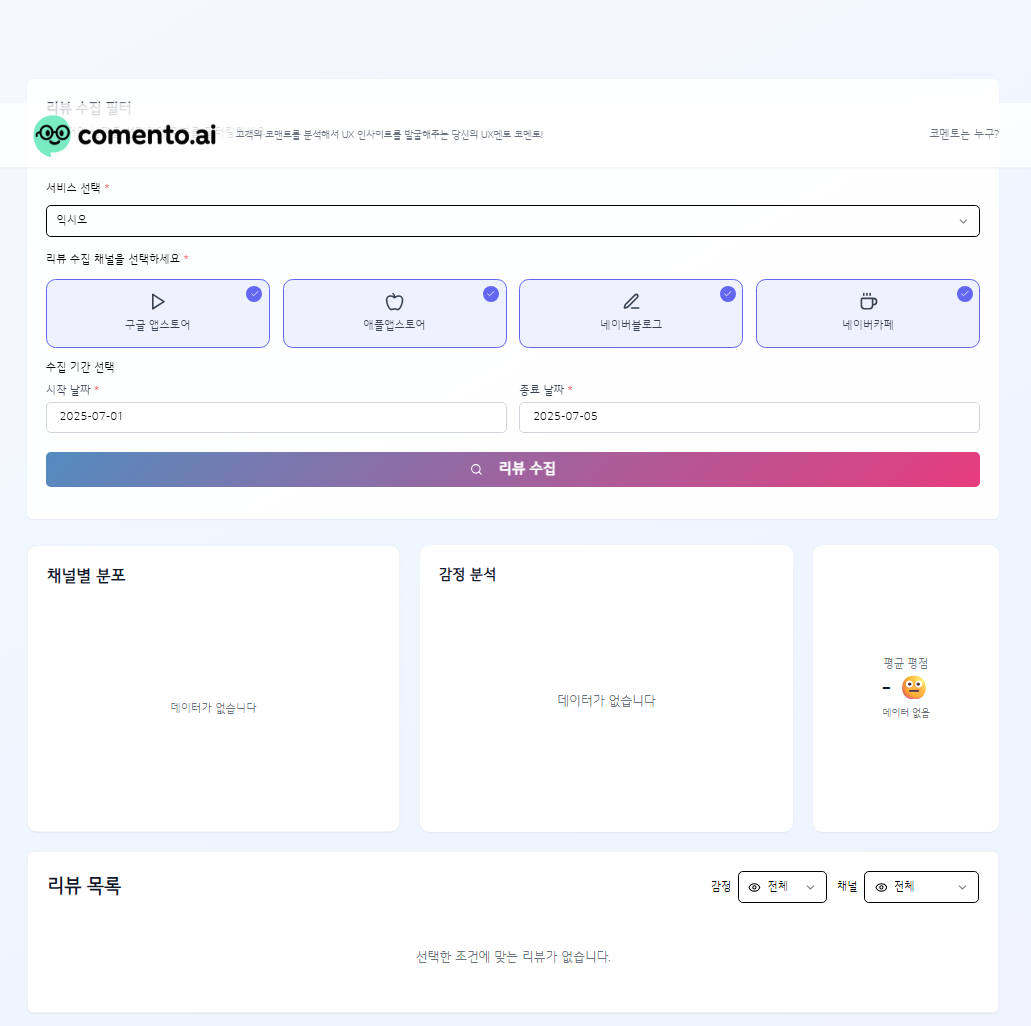 리뷰 수집 필터
comento.ai
고객의 코맨트를 분석해서 UX 인사이트를 발굴해주는 당신의 UX멘토 코멘토!
코멘토는 누구?
서비스 선택 *
익시오
리뷰 수집 채널을 선택하세요 *
구글 앱스토어
애플앱스토어
네이버블로그
네이버카페
수집 기간 선택
시작 날짜 *
종료 날짜 *
2025-07-01
2025-07-05
리뷰 수집
채널별 분포
데이터가 없습니다
감정 분석
데이터가 없습니다
평균 평점
-
데이터 없음
리뷰 목록
감정
전체
채널
전체
선택한 조건에 맞는 리뷰가 없습니다.